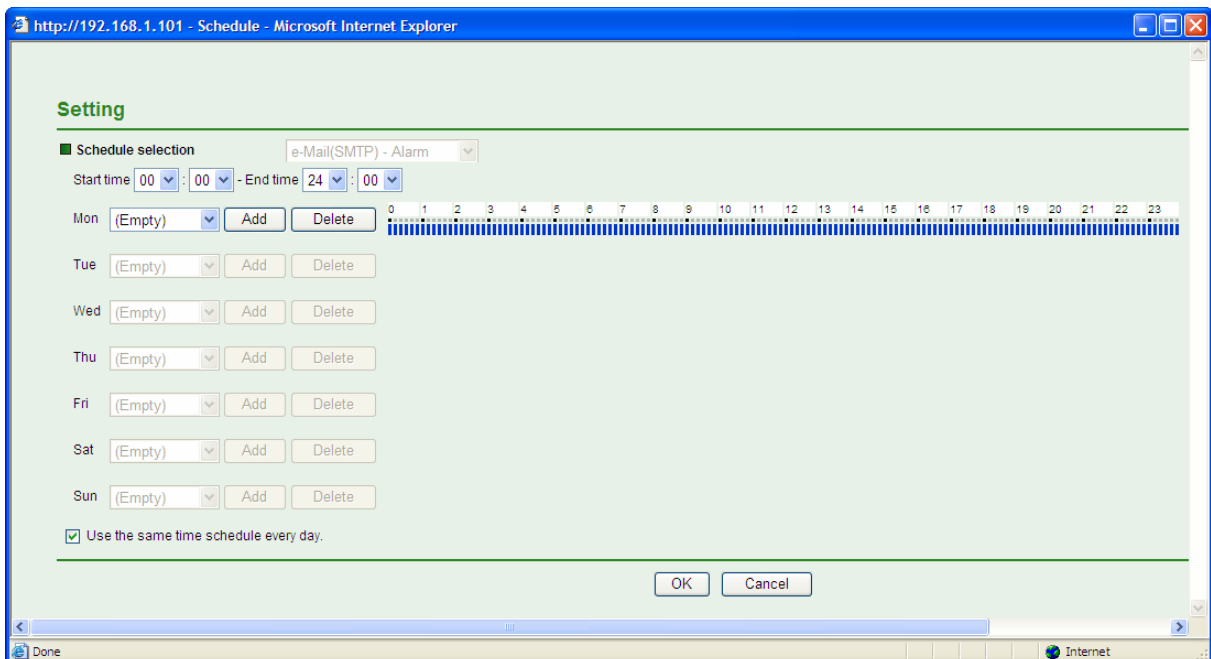 http://192.168.1.101 - Schedule - Microsoft Internet Explorer
Setting
Schedule selection e-Mail(SMTP) - Alarm
Start time 00 : 00 - End time 24 : 00
Mon (Empty) Add Delete 0 1 2 3 4 5 6 7 8 9 10 11 12 13 14 15 16 17 18 19 20 21 22 23
Tue (Empty) Add Delete
Wed (Empty) Add Delete
Thu (Empty) Add Delete
Fri (Empty) Add Delete
Sat (Empty) Add Delete
Sun (Empty) Add Delete
Use the same time schedule every day.
OK Cancel
Done Internet